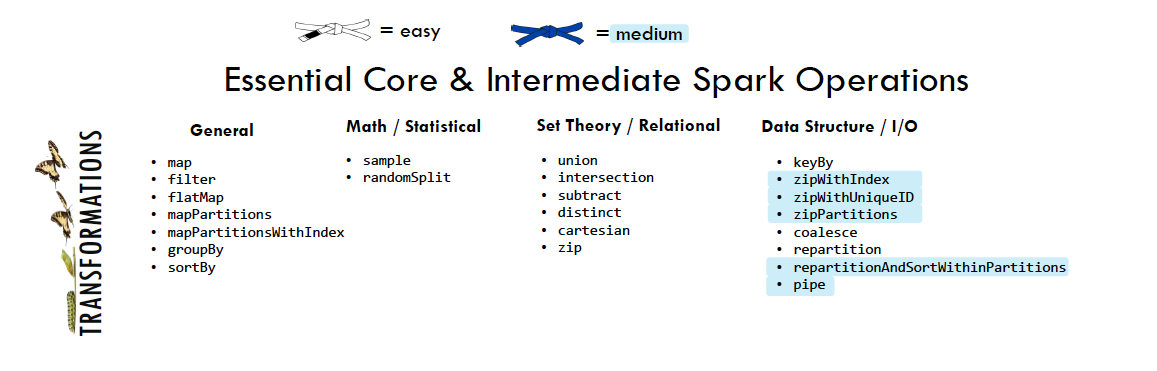 = easy
= medium
Essential Core & Intermediate Spark Operations
TRANSFORMATIONS
General
• map
• filter
• flatMap
• mapPartitions
• mapPartitionsWithIndex
• groupBy
• sortBy
Math / Statistical
• sample
• randomSplit
Set Theory / Relational
• union
• intersection
• subtract
• distinct
• cartesian
• zip
Data Structure / I/O
• keyBy
• zipWithIndex
• zipWithUniqueID
• zipPartitions
• coalesce
• repartition
• repartitionAndSortWithinPartitions
• pipe